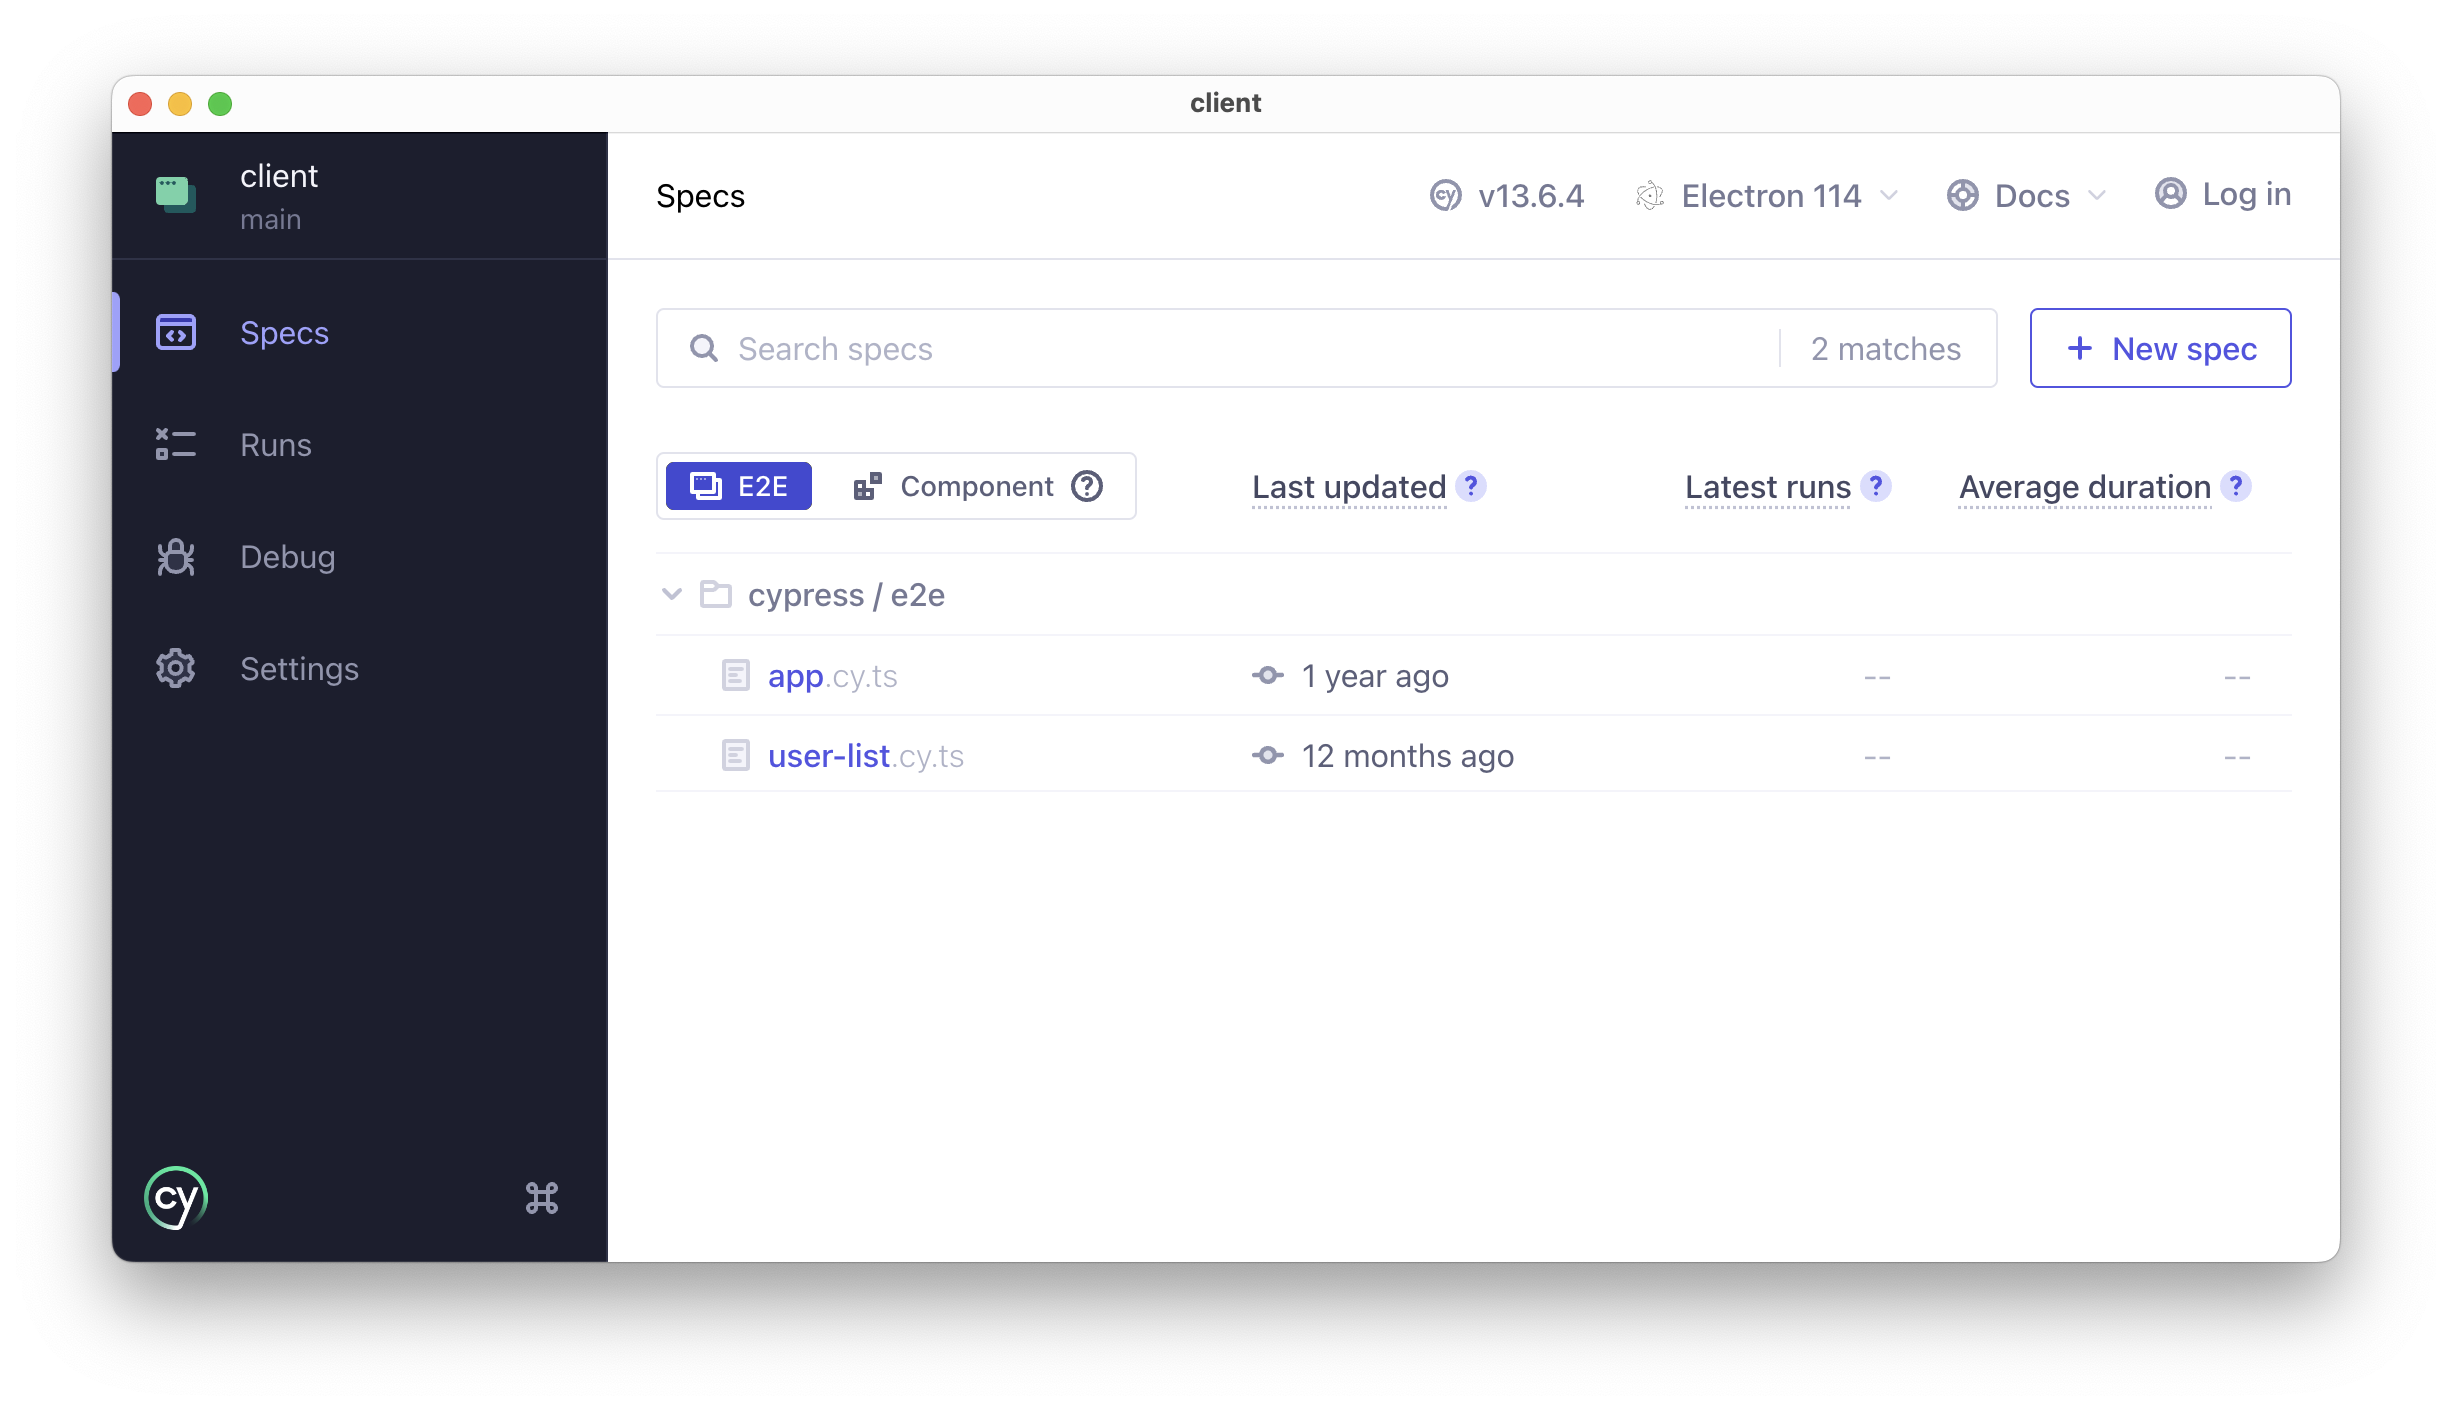 client
client
main
Specs
Runs
Debug
Settings
cy
Specs
cy v13.6.4
Electron 114
Docs
Log in
Search specs
2 matches
+ New spec
E2E
Component ?
Last updated ?
Latest runs ?
Average duration ?
cypress / e2e
app.cy.ts 1 year ago -- --
user-list.cy.ts 12 months ago -- --